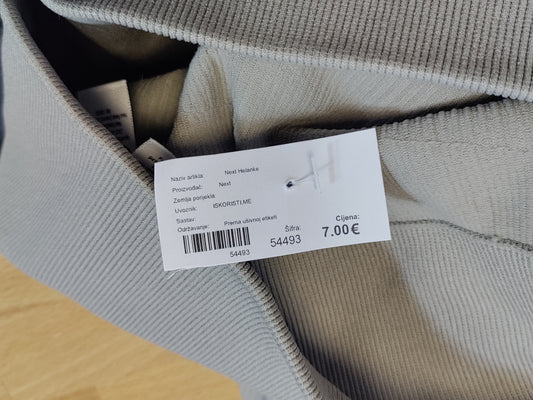 Naziv artikla: Next Helanke
Proizvođač: Next
Zemlja porijekla
Uvoznik: ISKORISTI.ME
Sastav:
Održavanje: Prema ušivnoj etiketi
Šifra: Cijena:
54493 54493 7.00€